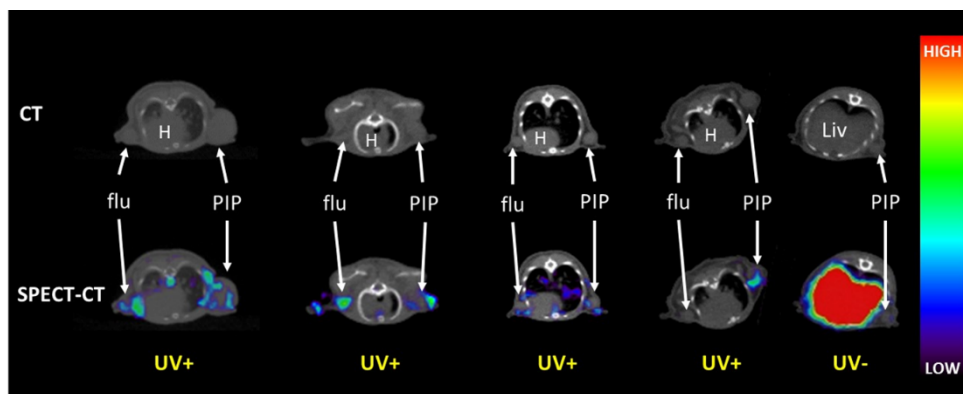 HIGH
CT
H
H
H
H
Liv
flu
PIP
flu
PIP
flu
PIP
flu
PIP
PIP
SPECT-CT
UV+
UV+
UV+
UV+
UV-
LOW